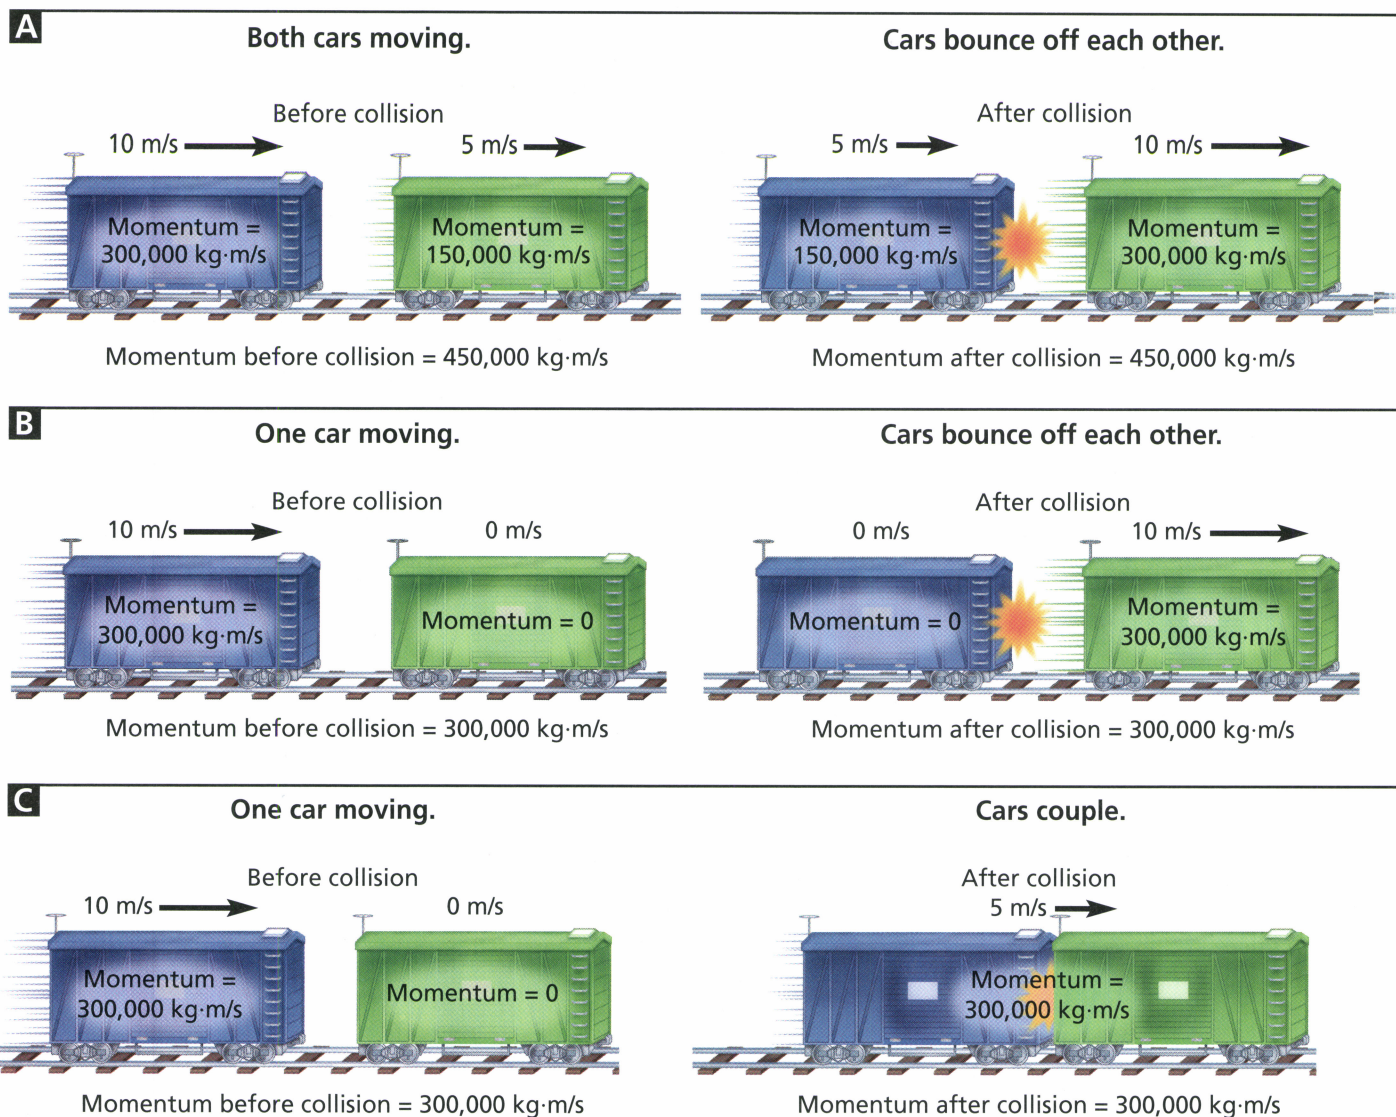 A
Both cars moving.
Cars bounce off each other.
Before collision
10 m/s
5 m/s
Momentum =
300,000 kg·m/s
Momentum =
150,000 kg·m/s
Momentum before collision = 450,000 kg·m/s
After collision
5 m/s
10 m/s
Momentum =
150,000 kg·m/s
Momentum =
300,000 kg·m/s
Momentum after collision = 450,000 kg·m/s
B
One car moving.
Cars bounce off each other.
Before collision
10 m/s
0 m/s
Momentum =
300,000 kg·m/s
Momentum = 0
Momentum before collision = 300,000 kg·m/s
After collision
0 m/s
10 m/s
Momentum = 0
Momentum =
300,000 kg·m/s
Momentum after collision = 300,000 kg·m/s
C
One car moving.
Cars couple.
Before collision
10 m/s
0 m/s
Momentum =
300,000 kg·m/s
Momentum = 0
Momentum before collision = 300,000 kg·m/s
After collision
5 m/s
Momentum =
300,000 kg·m/s
Momentum after collision = 300,000 kg·m/s